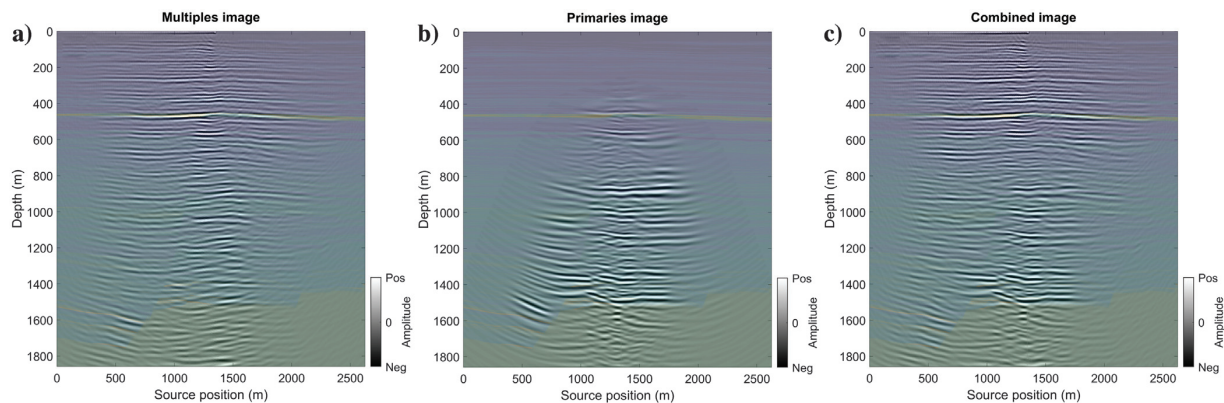 a)
Multiples image
0
200
400
600
800
1000
1200
1400
1600
1800
Depth (m)
0 500 1000 1500 2000 2500
Source position (m)
Pos
0
Neg
Amplitude
b)
Primaries image
0
200
400
600
800
1000
1200
1400
1600
1800
Depth (m)
0 500 1000 1500 2000 2500
Source position (m)
Pos
0
Neg
Amplitude
c)
Combined image
0
200
400
600
800
1000
1200
1400
1600
1800
Depth (m)
0 500 1000 1500 2000 2500
Source position (m)
Pos
0
Neg
Amplitude